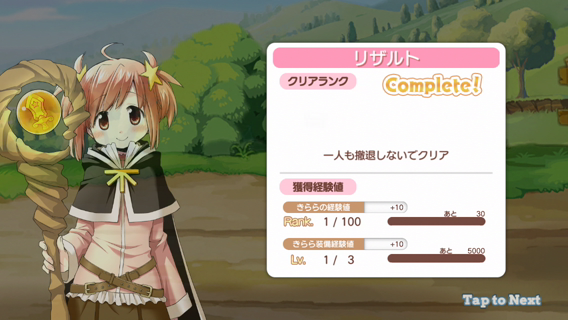 リザルト
クリアランク
Complete!
一人も撤退しないでクリア
獲得経験値
きららの経験値 +10
Rank. 1 / 100 あと 30
きらら装備経験値 +10
Lv. 1 / 3 あと 5000
Tap to Next